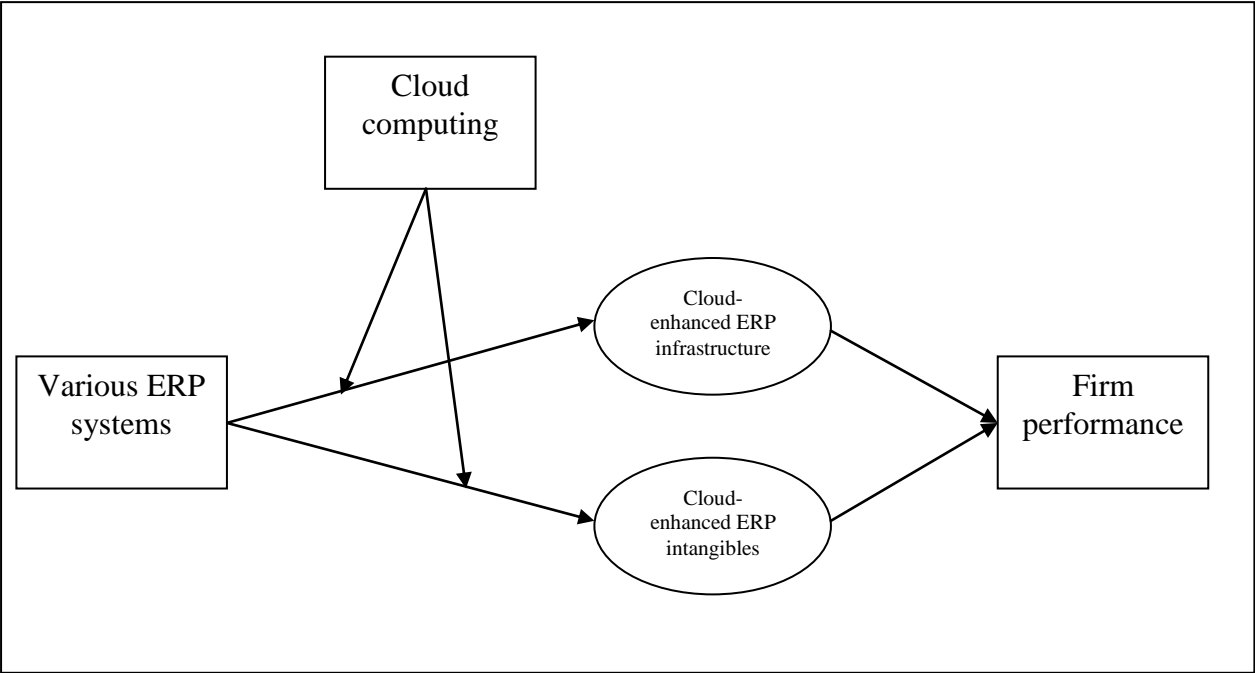 Cloud
computing
Cloud-
enhanced ERP
infrastructure
Various ERP
systems
Firm
performance
Cloud-
enhanced ERP
intangibles